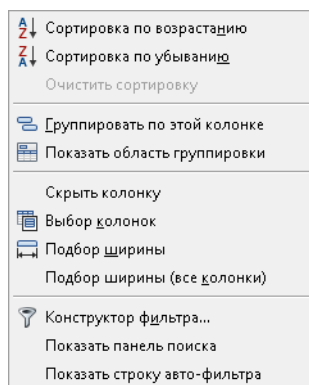 Сортировка по возрастанию
Сортировка по убыванию
Очистить сортировку
Группировать по этой колонке
Показать область группировки
Скрыть колонку
Выбор колонок
Подбор ширины
Подбор ширины (все колонки)
Конструктор фильтра...
Показать панель поиска
Показать строку авто-фильтра